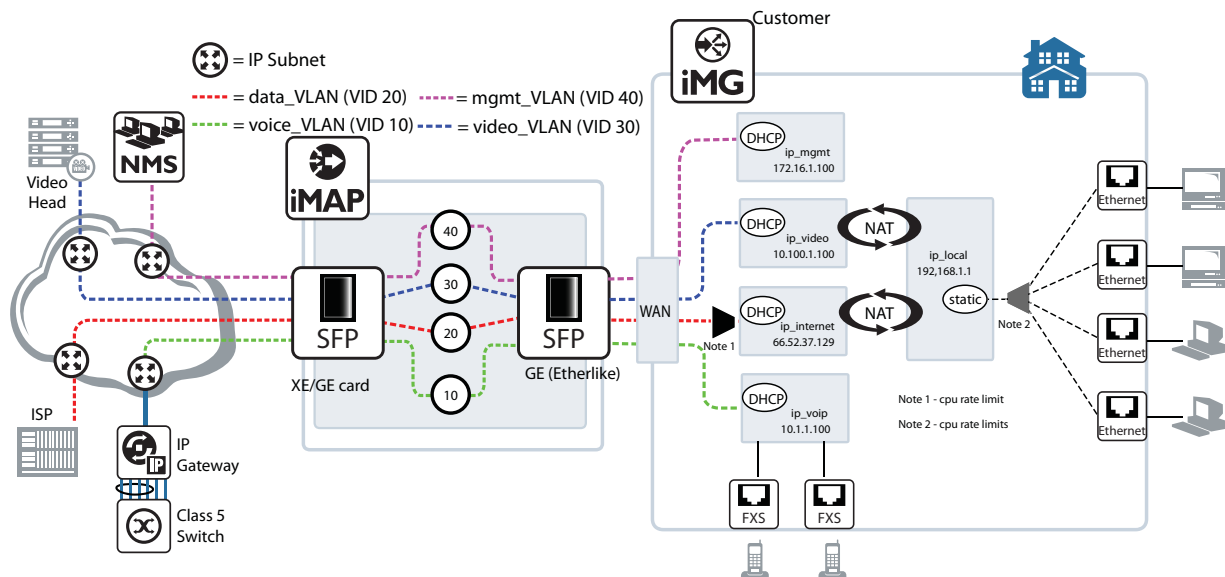 Customer
iMG
= IP Subnet
= data_VLAN (VID 20)
= mgmt_VLAN (VID 40)
= voice_VLAN (VID 10)
= video_VLAN (VID 30)
NMS
Video
Head
iMAP
DHCP
ip_mgmt
172.16.1.100
40
DHCP
ip_video
10.100.1.100
NAT
ip_local
192,168.1.1
static
Note 2
Ethernet
Ethernet
Ethernet
Ethernet
30
SFP
SFP
WAN
20
Note 1
DHCP
ip_internet
66.52.37.129
NAT
XE/GE card
GE (Etherlike)
10
DHCP
ip_voip
10.1.1.100
Note 1 - cpu rate limit
Note 2 - cpu rate limits
ISP
IP
IP
Gateway
Class 5
Switch
FXS
FXS